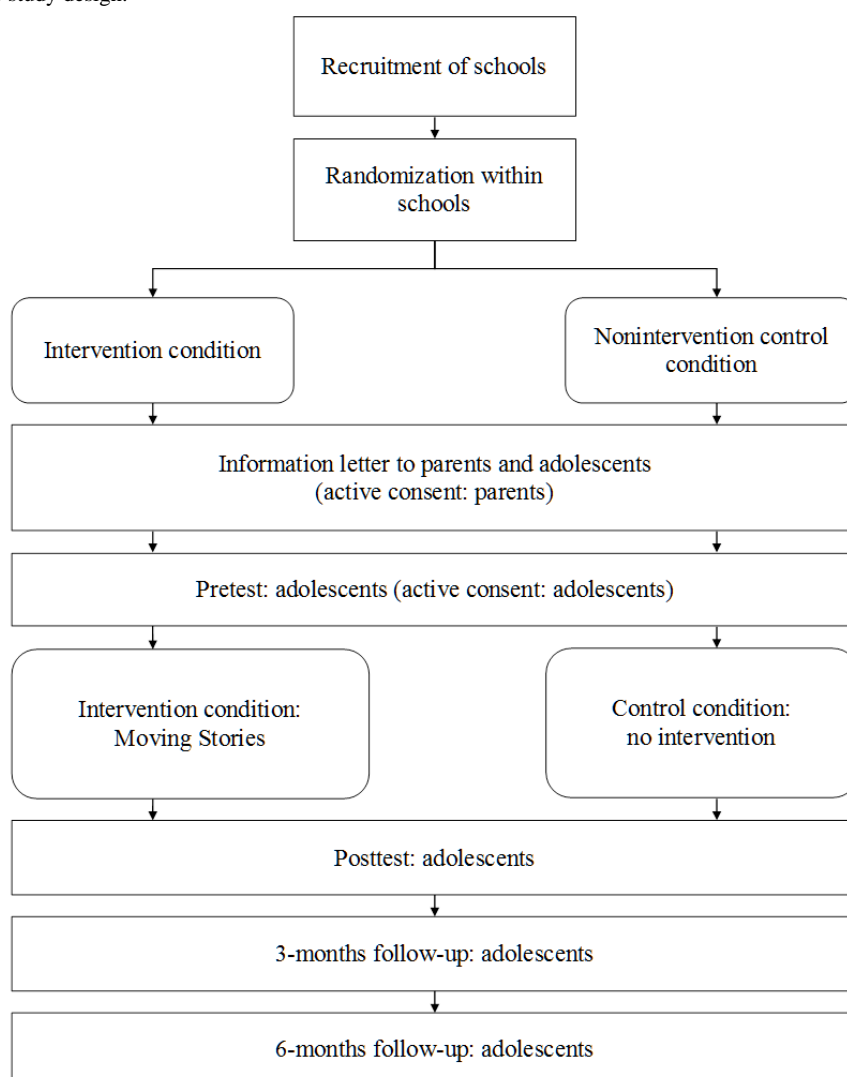 study design.
Recruitment of schools
Randomization within
schools
Intervention condition
Nonintervention control
condition
Information letter to parents and adolescents
(active consent: parents)
Pretest: adolescents (active consent: adolescents)
Intervention condition:
Moving Stories
Control condition:
no intervention
Posttest: adolescents
3-months follow-up: adolescents
6-months follow-up: adolescents